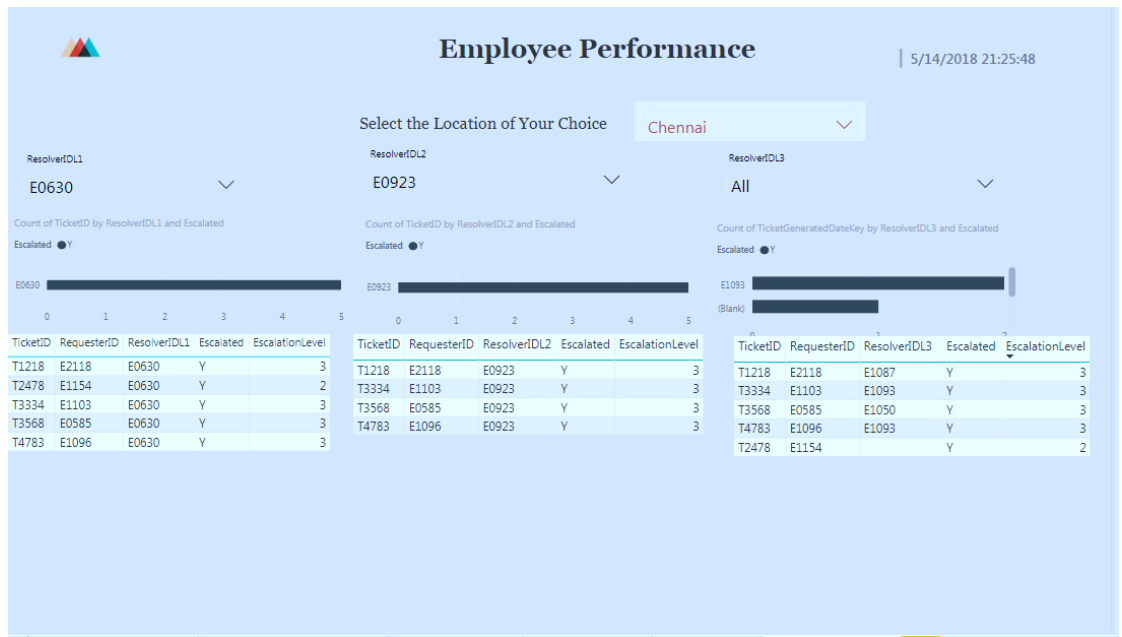 Employee Performance
5/14/2018 21:25:48
Select the Location of Your Choice
Chennai
ResolverIDL1
E0630
Count of TicketID by ResolverIDL1 and Escalated
Escalated Y
E0630
0 1 2 3 4 5
TicketID RequesterID ResolverIDL1 Escalated EscalationLevel
T1218 E2118 E0630 Y 3
T2478 E1154 E0630 Y 2
T3334 E1103 E0630 Y 3
T3568 E0585 E0630 Y 3
T4783 E1096 E0630 Y 3
ResolverIDL2
E0923
Count of TicketID by ResolverIDL2 and Escalated
Escalated Y
E0923
0 1 2 3 4 5
TicketID RequesterID ResolverIDL2 Escalated EscalationLevel
T1218 E2118 E0923 Y 3
T3334 E1103 E0923 Y 3
T3568 E0585 E0923 Y 3
T4783 E1096 E0923 Y 3
ResolverIDL3
All
Count of TicketGeneratedDateKey by ResolverIDL3 and Escalated
Escalated Y
E1093
(Blank)
0 1 2
TicketID RequesterID ResolverIDL3 Escalated EscalationLevel
T1218 E2118 E1087 Y 3
T3334 E1103 E1093 Y 3
T3568 E0585 E1050 Y 3
T4783 E1096 E1093 Y 3
T2478 E1154 Y 2